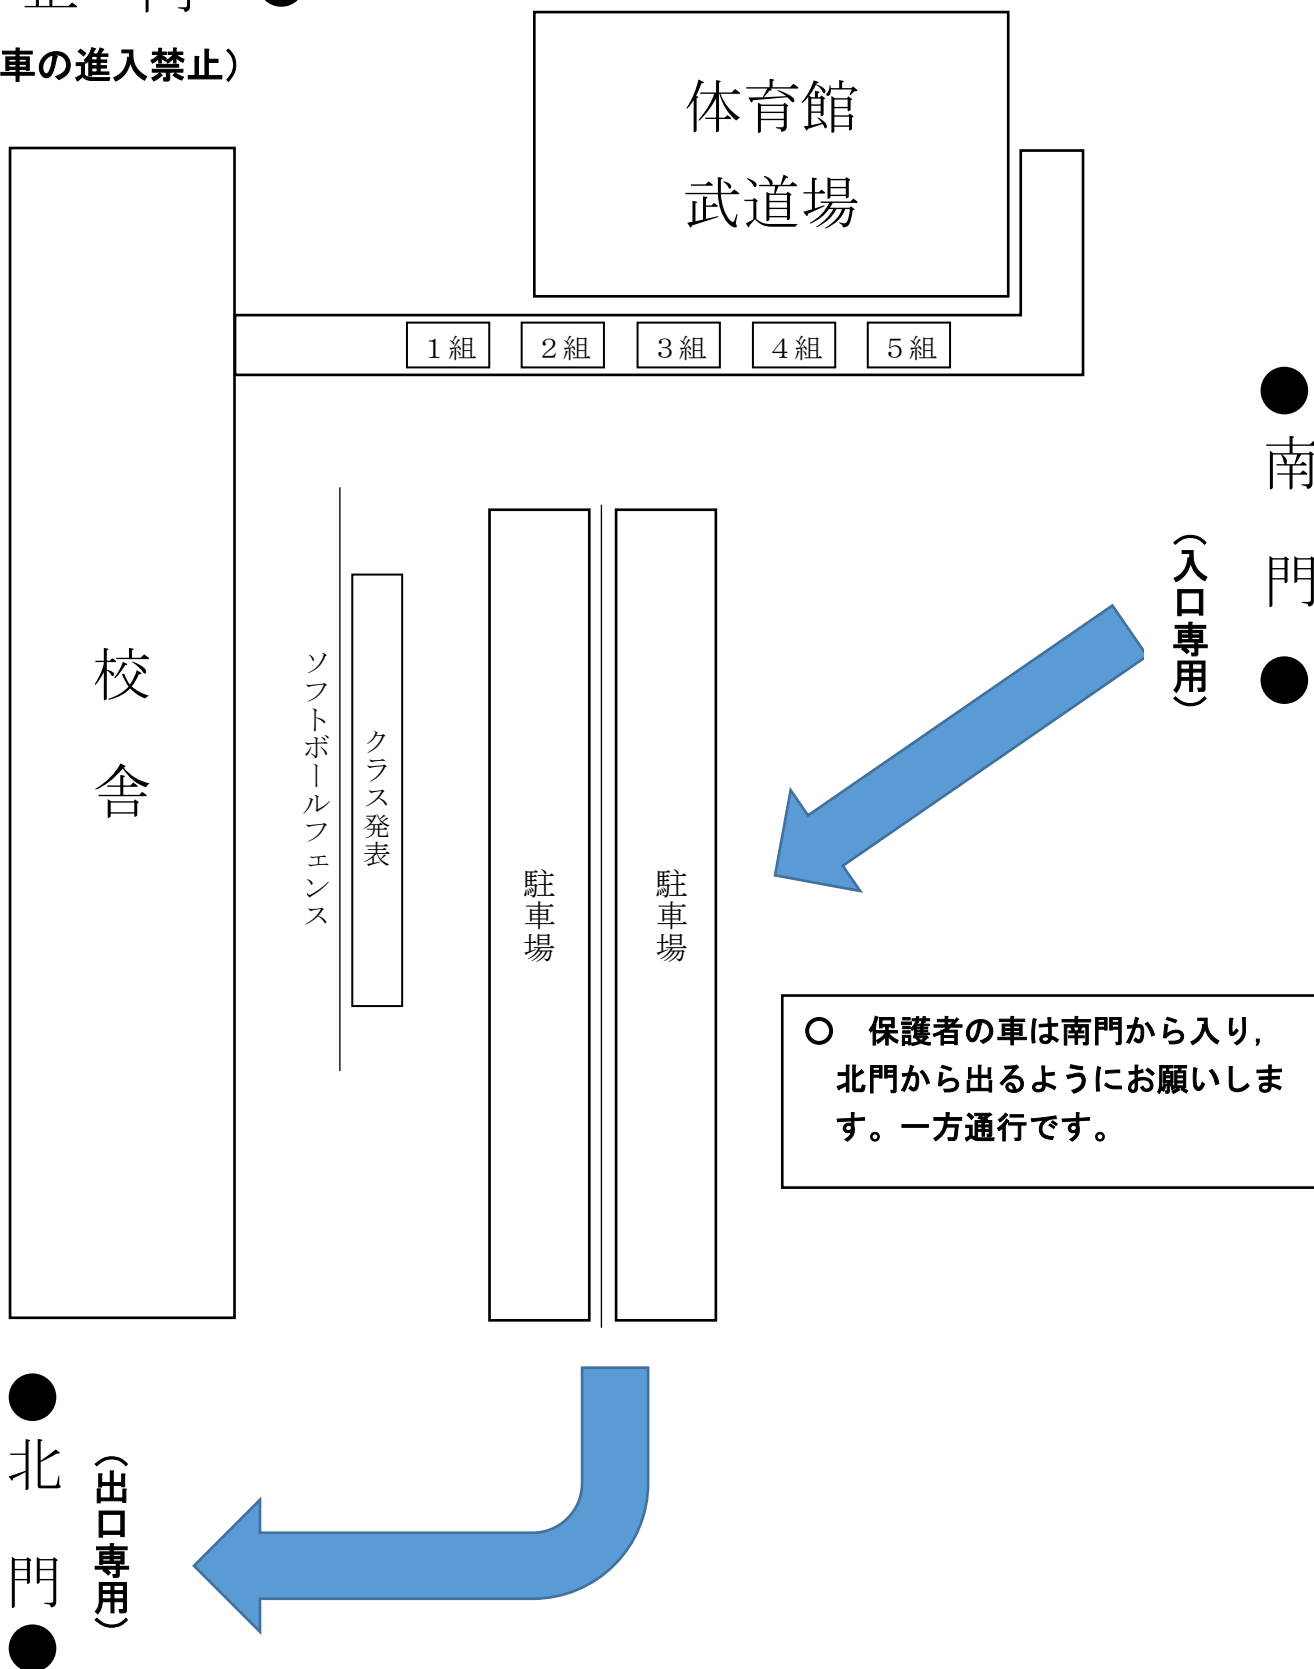 正門
車の進入禁止）
体育館
武道場
１組
２組
３組
４組
５組
南門
（入口専用）
校舎
ソフトボールフェンス
クラス発表
駐車場
駐車場
○　保護者の車は南門から入り，
北門から出るようにお願いしま
す。一方通行です。
北門
（出口専用）